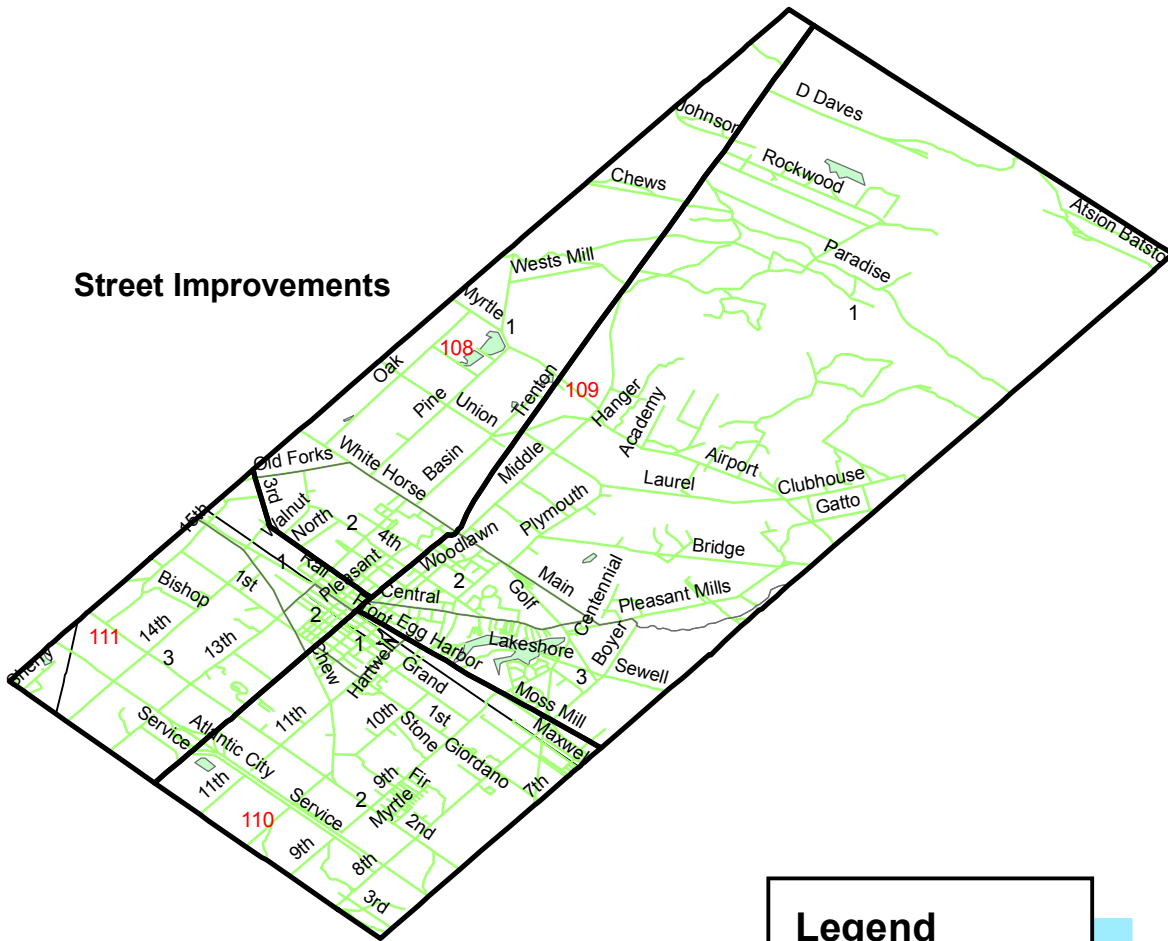 D Daves
Johnson
Rockwood
Chews
Atsion Batsto
Paradise
Wests Mill
Street Improvements
Myrtle
1
1
108
Oak
109
Trenton
Pine
Union
Hanger
Academy
Basin
Middle
Airport
Old Forks
White Horse
Laurel
Clubhouse
3rd
Gatto
15th
Walnut
North
2
4th
Plymouth
Woodlawn
Bridge
1
Rail
Pleasant
Main
1st
2
Golf
Centennial
Bishop
Central
Pleasant Mills
2
Front
Egg Harbor
Lakeshore
111
14th
13th
1
Boyer
3
Chew
Hartwell
Grand
3
Sewell
Cherry
Moss Mill
11th
10th
1st
Stone
Maxwel
Service
Atlantic City
Giordano
9th
Fir
7th
11th
2
Myrtle
Service
2nd
110
9th
8th
3rd
Legend